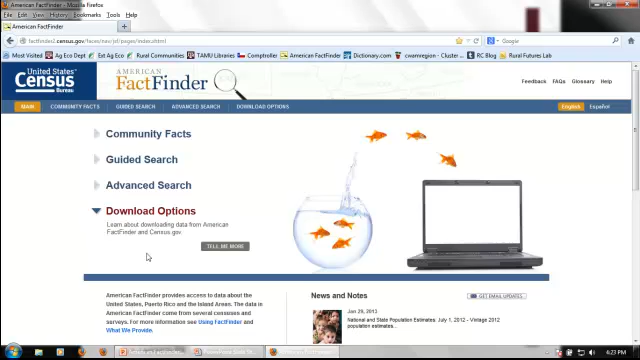 American FactFinder - Mozilla Firefox
File Edit View History Bookmarks Tools Help
American FactFinder
factfinder2.census.gov/faces/nav/jsf/pages/index.xhtml
Google
Most Visited Ag Eco Dept Ext Ag Eco Rural Communities TAMU Libraries Comptroller American FactFinder Dictionary.com cwamregion - Cluster ... RC Blog Rural Futures Lab
United States®
Census
Bureau
AMERICAN
FactFinder
Feedback FAQs Glossary Help
MAIN COMMUNITY FACTS GUIDED SEARCH ADVANCED SEARCH DOWNLOAD OPTIONS English Español
Community Facts
Guided Search
Advanced Search
Download Options
Learn about downloading data from American
FactFinder and Census.gov.
TELL ME MORE
American FactFinder provides access to data about the
United States, Puerto Rico and the Island Areas. The data in
American FactFinder come from several censuses and
surveys. For more information see Using FactFinder and
What We Provide.
News and Notes
GET EMAIL UPDATES
Jan 29, 2013
National and State Population Estimates: July 1, 2012 - Vintage 2012
population estimates...
4:23 PM